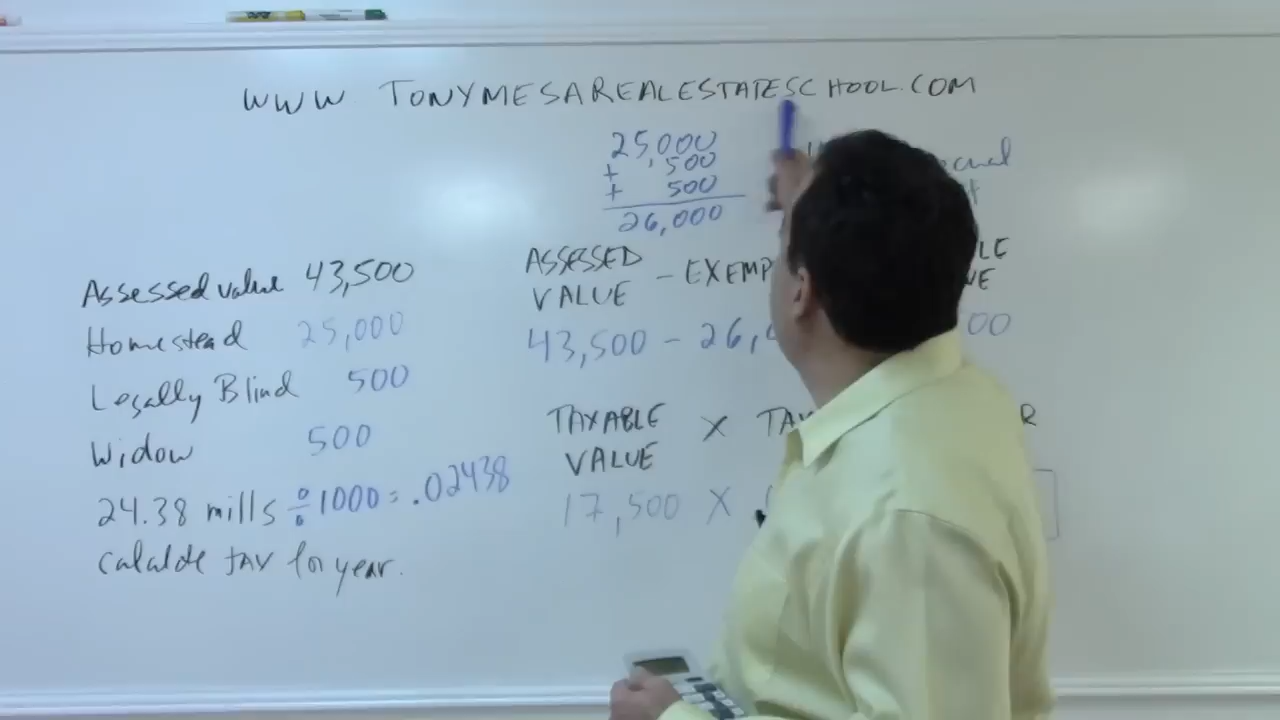 WWW. TONYMESAREALESTATESCHOOL.COM
25,000
+ 500
+ 500
26,000
Assessed value 43,500
Homestead 25,000
Legally Blind 500
Widow 500
24.38 mills ÷ 1000 = .02438
calalate tax for year.
ASSESSED
VALUE - EXEMP
43,500 - 26,
TAXABLE
VALUE X TAX
17,500 X